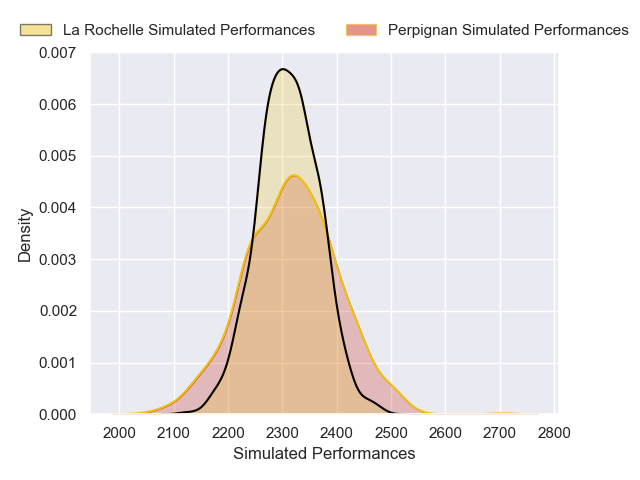 La Rochelle Simulated Performances Perpignan Simulated Performances
0.007
0.006
0.005
0.004
0.003
0.002
0.001
0.000
Density
2000 2100 2200 2300 2400 2500 2600 2700 2800
Simulated Performances